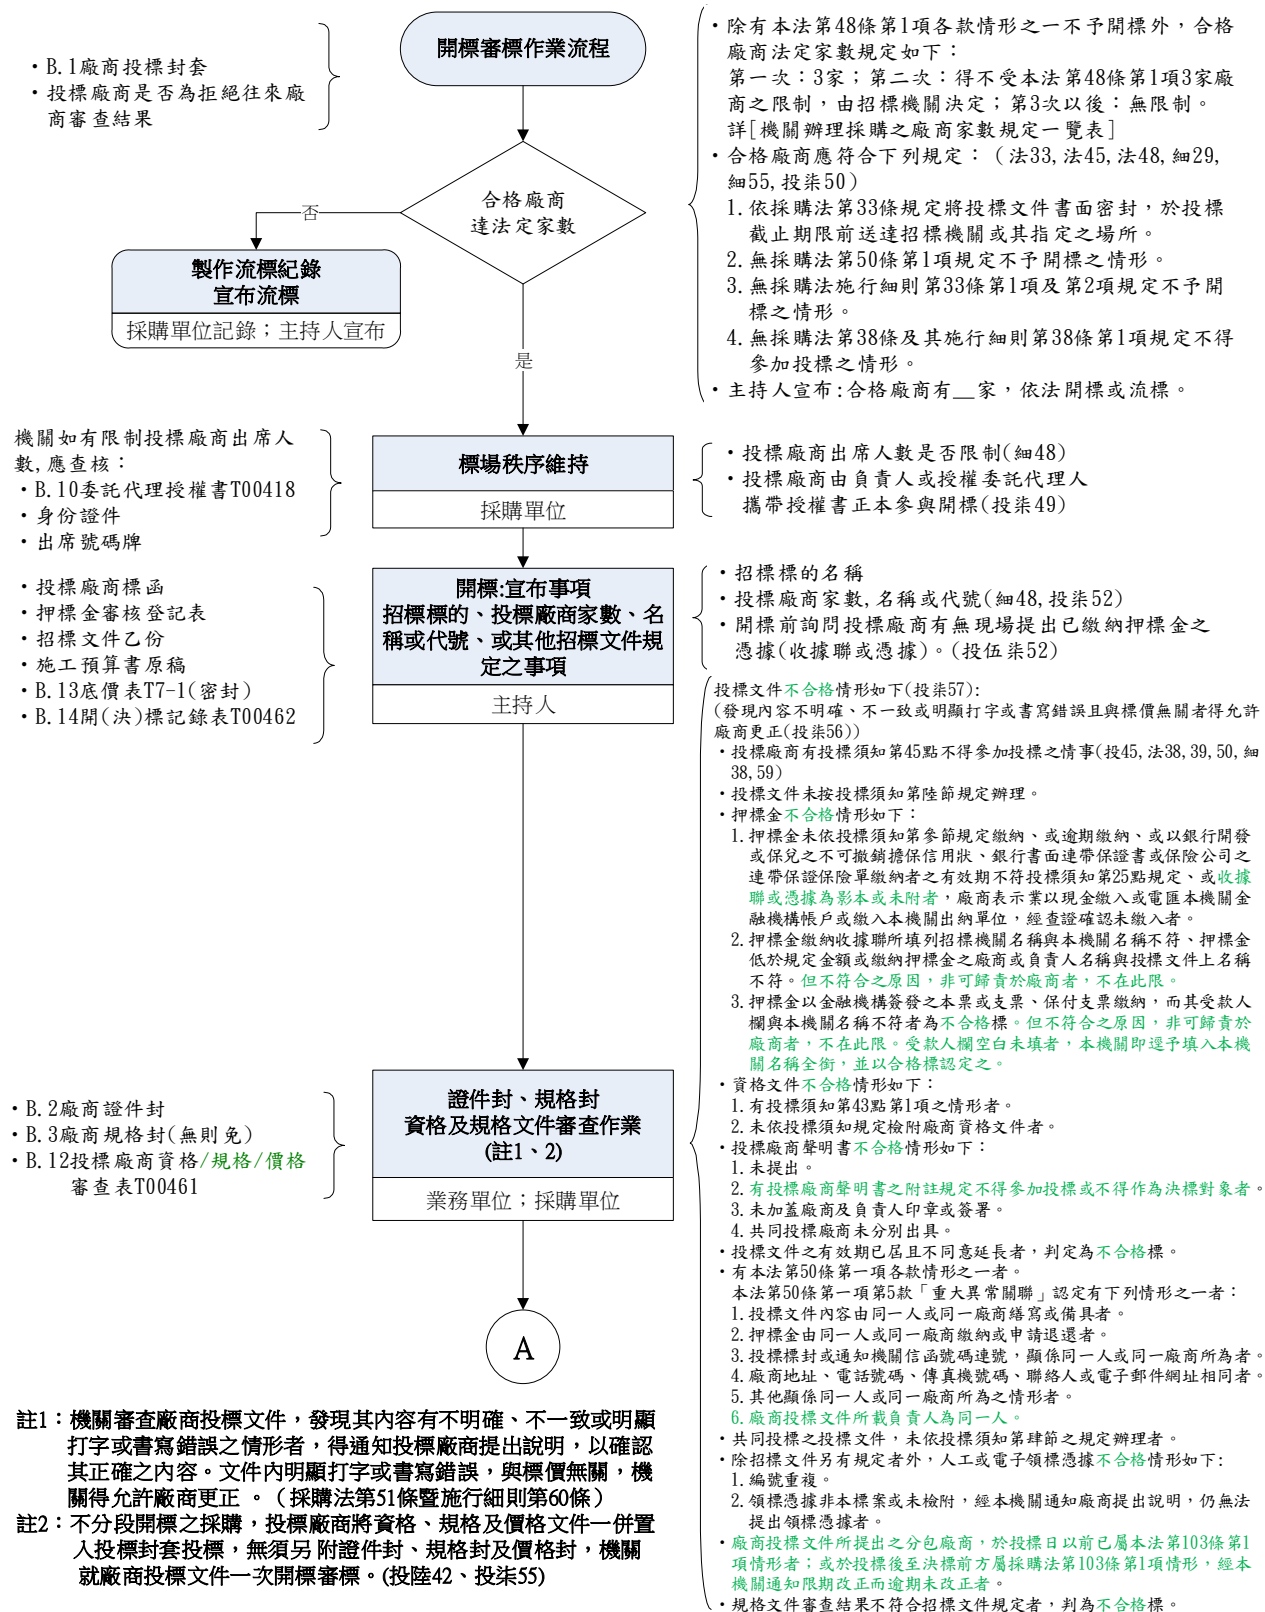 開標審標作業流程
・B.1廠商投標封套
・投標廠商是否為拒絕往來廠
商審查結果
・除有本法第48條第1項各款情形之一不予開標外，合格
廠商法定家數規定如下：
第一次：3家；第二次：得不受本法第48條第1項3家廠
商之限制，由招標機關決定；第3次以後：無限制。
詳[機關辦理採購之廠商家數規定一覽表]
・合格廠商應符合下列規定：（法33,法45,法48,細29,
細55,投柒50）
1.依採購法第33條規定將投標文件書面密封，於投標
截止期限前送達招標機關或其指定之場所。
2.無採購法第50條第1項規定不予開標之情形。
3.無採購法施行細則第33條第1項及第2項規定不予開
標之情形。
4.無採購法第38條及其施行細則第38條第1項規定不得
參加投標之情形。
・主持人宣布:合格廠商有__家，依法開標或流標。
合格廠商
達法定家數
否
製作流標紀錄
宣布流標
採購單位記錄；主持人宣布
是
機關如有限制投標廠商出席人
數,應查核：
・B.10委託代理授權書T00418
・身份證件
・出席號碼牌
標場秩序維持
採購單位
・投標廠商出席人數是否限制(細48)
・投標廠商由負責人或授權委託代理人
攜帶授權書正本參與開標(投柒49)
・投標廠商標函
・押標金審核登記表
・招標文件乙份
・施工預算書原稿
・B.13底價表T7-1(密封)
・B.14開(決)標記錄表T00462
開標:宣布事項
招標標的、投標廠商家數、名
稱或代號、或其他招標文件規
定之事項
主持人
・招標標的名稱
・投標廠商家數,名稱或代號(細48,投柒52)
・開標前詢問投標廠商有無現場提出已繳納押標金之
憑據(收據聯或憑據)。(投伍柒52)
投標文件不合格情形如下(投柒57):
(發現內容不明確、不一致或明顯打字或書寫錯誤且與標價無關者得允許
廠商更正(投柒56))
・投標廠商有投標須知第45點不得參加投標之情事(投45,法38,39,50,細
38,59)
・投標文件未按投標須知第陸節規定辦理。
・押標金不合格情形如下：
1.押標金未依投標須知第參節規定繳納、或逾期繳納、或以銀行開發
或保兌之不可撤銷擔保信用狀、銀行書面連帶保證書或保險公司之
連帶保證保險單繳納者之有效期不符投標須知第25點規定、或收據
聯或憑據為影本或未附者，廠商表示業以現金繳入或電匯本機關金
融機構帳戶或繳入本機關出納單位，經查證確認未繳入者。
2.押標金繳納收據聯所填列招標機關名稱與本機關名稱不符、押標金
低於規定金額或繳納押標金之廠商或負責人名稱與投標文件上名稱
不符。但不符合之原因，非可歸責於廠商者，不在此限。
3.押標金以金融機構簽發之本票或支票、保付支票繳納，而其受款人
欄與本機關名稱不符者為不合格標。但不符合之原因，非可歸責於
廠商者，不在此限。受款人欄空白未填者，本機關即逕予填入本機
關名稱全銜，並以合格標認定之。
・資格文件不合格情形如下：
1.有投標須知第43點第1項之情形者。
2.未依投標須知規定檢附廠商資格文件者。
・投標廠商聲明書不合格情形如下：
1.未提出。
2.有投標廠商聲明書之附註規定不得參加投標或不得作為決標對象者。
3.未加蓋廠商及負責人印章或簽署。
4.共同投標廠商未分別出具。
・投標文件之有效期已屆且不同意延長者，判定為不合格標。
・有本法第50條第一項各款情形之一者。
本法第50條第一項第5款「重大異常關聯」認定有下列情形之一者：
1.投標文件內容由同一人或同一廠商繕寫或備具者。
2.押標金由同一人或同一廠商繳納或申請退還者。
3.投標標封或通知機關信函號碼連號，顯係同一人或同一廠商所為者。
4.廠商地址、電話號碼、傳真機號碼、聯絡人或電子郵件網址相同者。
5.其他顯係同一人或同一廠商所為之情形者。
6.廠商投標文件所載負責人為同一人。
・共同投標之投標文件，未依投標須知第肆節之規定辦理者。
・除招標文件另有規定者外，人工或電子領標憑據不合格情形如下:
1.編號重複。
2.領標憑據非本標案或未檢附，經本機關通知廠商提出說明，仍無法
提出領標憑據者。
・廠商投標文件所提出之分包廠商，於投標日以前已屬本法第103條第1
項情形者；或於投標後至決標前方屬採購法第103條第1項情形，經本
機關通知限期改正而逾期未改正者。
・規格文件審查結果不符合招標文件規定者，判為不合格標。
・B.2廠商證件封
・B.3廠商規格封(無則免)
・B.12投標廠商資格/規格/價格
審查表T00461
證件封、規格封
資格及規格文件審查作業
(註1、2)
業務單位；採購單位
A
註1：機關審查廠商投標文件，發現其內容有不明確、不一致或明顯
打字或書寫錯誤之情形者，得通知投標廠商提出說明，以確認
其正確之內容。文件內明顯打字或書寫錯誤，與標價無關，機
關得允許廠商更正 。（採購法第51條暨施行細則第60條）
註2：不分段開標之採購，投標廠商將資格、規格及價格文件一併置
入投標封套投標，無須另 附證件封、規格封及價格封，機關
就廠商投標文件一次開標審標。(投陸42、投柒55)